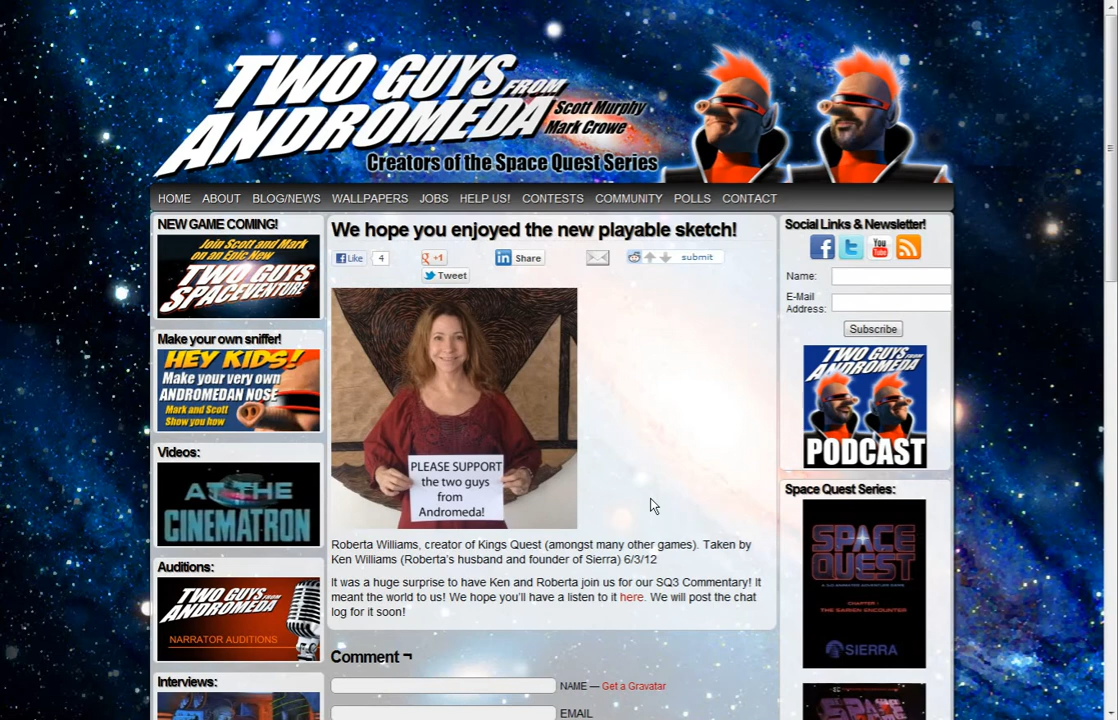 TWO GUYS FROM
ANDROMEDA
Scott Murphy
Mark Crowe
Creators of the Space Quest Series
HOME ABOUT BLOG/NEWS WALLPAPERS JOBS HELP US! CONTESTS COMMUNITY POLLS CONTACT
NEW GAME COMING!
Join Scott and Mark
on an Epic New
TWO GUYS
SPACEVENTURE
Make your own sniffer!
HEY KIDS!
Make your very own
ANDROMEDAN NOSE
Mark and Scott
Show you how
Videos:
AT THE
CINEMATRON
Auditions:
TWO GUYS FROM
ANDROMEDA
NARRATOR AUDITIONS
Interviews:
We hope you enjoyed the new playable sketch!
Like 4 +1 Share submit
Tweet
PLEASE SUPPORT
the two guys
from
Andromeda!
Roberta Williams, creator of Kings Quest (amongst many other games). Taken by
Ken Williams (Roberta's husband and founder of Sierra) 6/3/12
It was a huge surprise to have Ken and Roberta join us for our SQ3 Commentary! It
meant the world to us! We hope you'll have a listen to it here. We will post the chat
log for it soon!
Comment ¬
NAME — Get a Gravatar
EMAIL
Social Links & Newsletter!
You Tube
Name:
E-Mail
Address:
Subscribe
TWO GUYS FROM
ANDROMEDA
PODCAST
Space Quest Series:
SPACE
QUEST
CHAPTER I
THE SARIEN ENCOUNTER
SIERRA